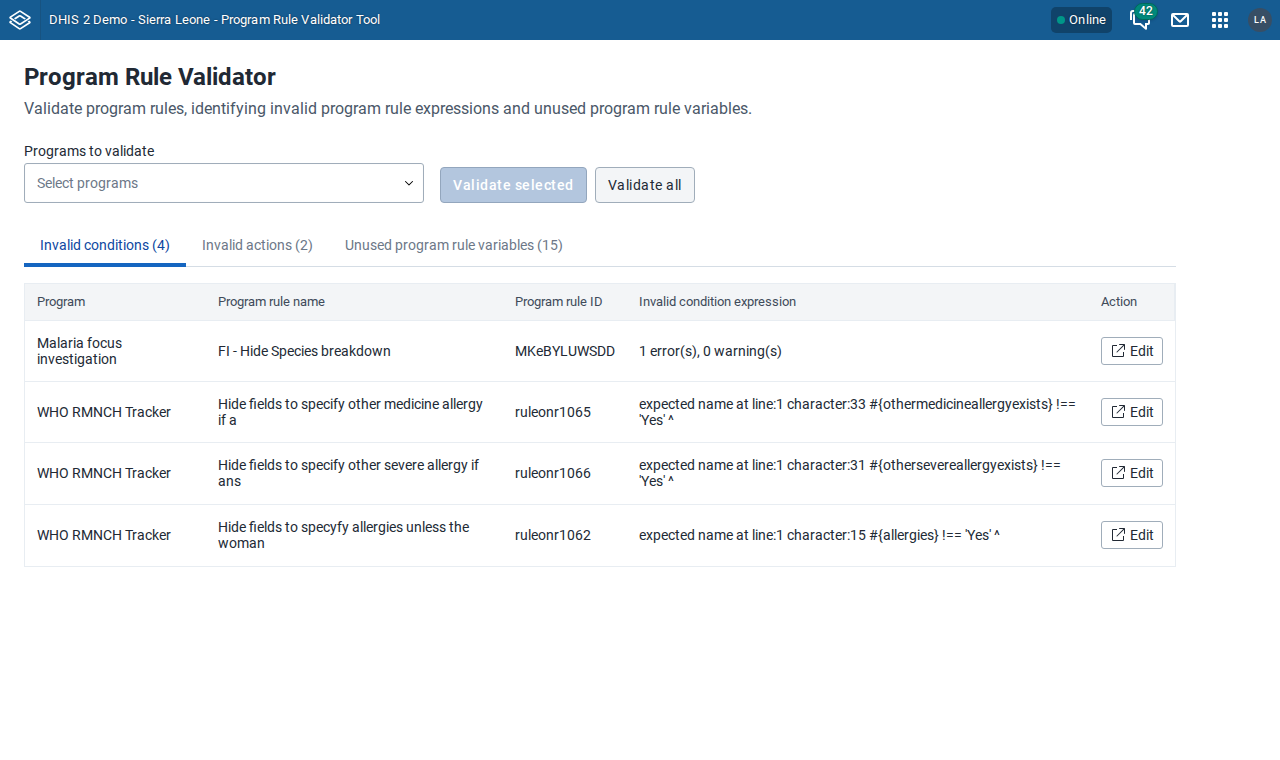 DHIS 2 Demo - Sierra Leone - Program Rule Validator Tool
Online
42
LA
Program Rule Validator
Validate program rules, identifying invalid program rule expressions and unused program rule variables.
Programs to validate
Select programs
Validate selected
Validate all
Invalid conditions (4)
Invalid actions (2)
Unused program rule variables (15)
Program
Program rule name
Program rule ID
Invalid condition expression
Action
Malaria focus
investigation
FI - Hide Species breakdown
MKeBYLUWSDD
1 error(s), 0 warning(s)
Edit
WHO RMNCH Tracker
Hide fields to specify other medicine allergy
if a
ruleonr1065
expected name at line:1 character:33 #{othermedicineallergyexists} !==
'Yes' ^
Edit
WHO RMNCH Tracker
Hide fields to specify other severe allergy if
ans
ruleonr1066
expected name at line:1 character:31 #{othersevereallergyexists} !==
'Yes' ^
Edit
WHO RMNCH Tracker
Hide fields to specyfy allergies unless the
woman
ruleonr1062
expected name at line:1 character:15 #{allergies} !== 'Yes' ^
Edit